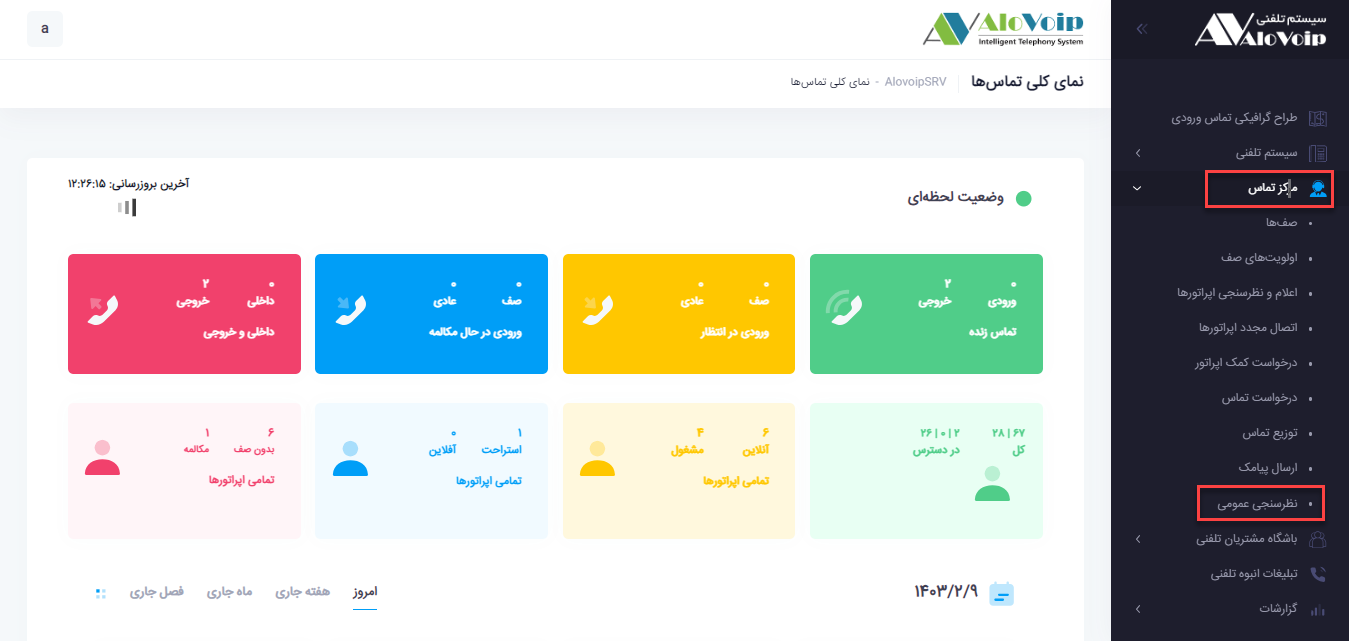 سیستم تلفنی
AloVoip
طراح گرافیکی تماس ورودی
سیستم تلفنی
مرکز تماس
صف‌ها
اولویت‌های صف
اعلام و نظرسنجی اپراتورها
اتصال مجدد اپراتورها
درخواست کمک اپراتور
درخواست تماس
توزیع تماس
ارسال پیامک
نظرسنجی عمومی
باشگاه مشتریان تلفنی
تبلیغات انبوه تلفنی
گزارشات
AloVoip
Intelligent Telephony System
a
نمای کلی تماس‌ها
AlovoipSRV - نمای کلی تماس‌ها
وضعیت لحظه‌ای
آخرین بروزرسانی: ۱۲:۲۶:۱۵
۰ ۲
ورودی خروجی
تماس زنده
۰ ۰
صف عادی
ورودی در انتظار
۰ ۰
صف عادی
ورودی در حال مکالمه
۰ ۲
داخلی خروجی
داخلی و خروجی
۶۷ | ۲۸ ۲ | ۰ | ۲۶
کل در دسترس
۶ ۴
آنلاین مشغول
تمامی اپراتورها
۱ ۰
استراحت آفلاین
تمامی اپراتورها
۶ ۱
بدون صف مکالمه
تمامی اپراتورها
۱۴۰۳/۲/۹
امروز هفته جاری ماه جاری فصل جاری